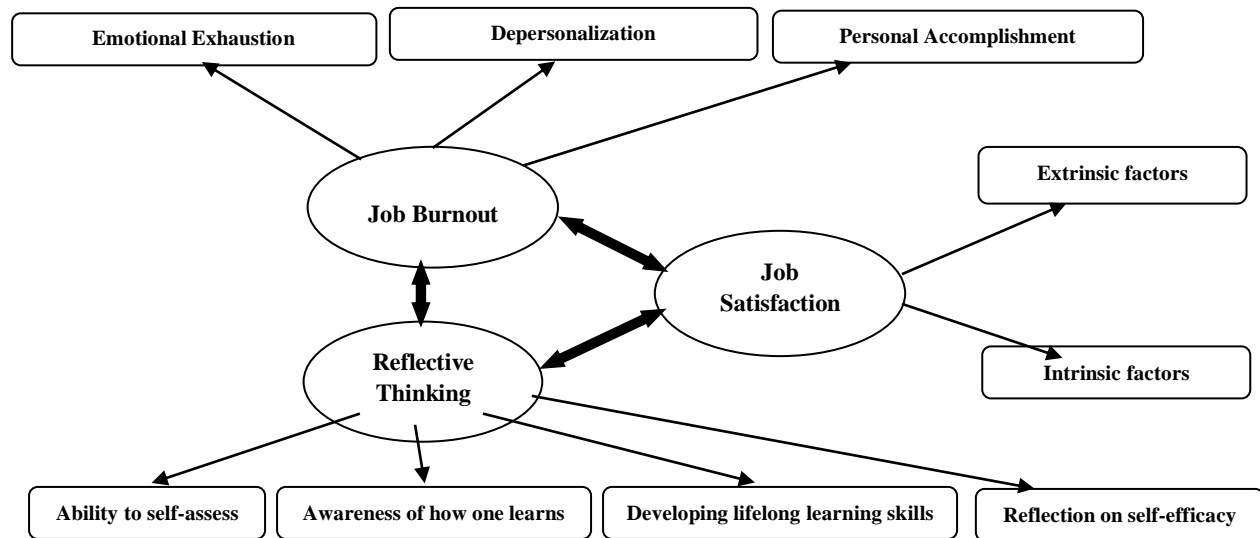 Emotional Exhaustion
Depersonalization
Personal Accomplishment
Extrinsic factors
Job Burnout
Job
Satisfaction
Reflective
Thinking
Intrinsic factors
Ability to self-assess
Awareness of how one learns
Developing lifelong learning skills
Reflection on self-efficacy